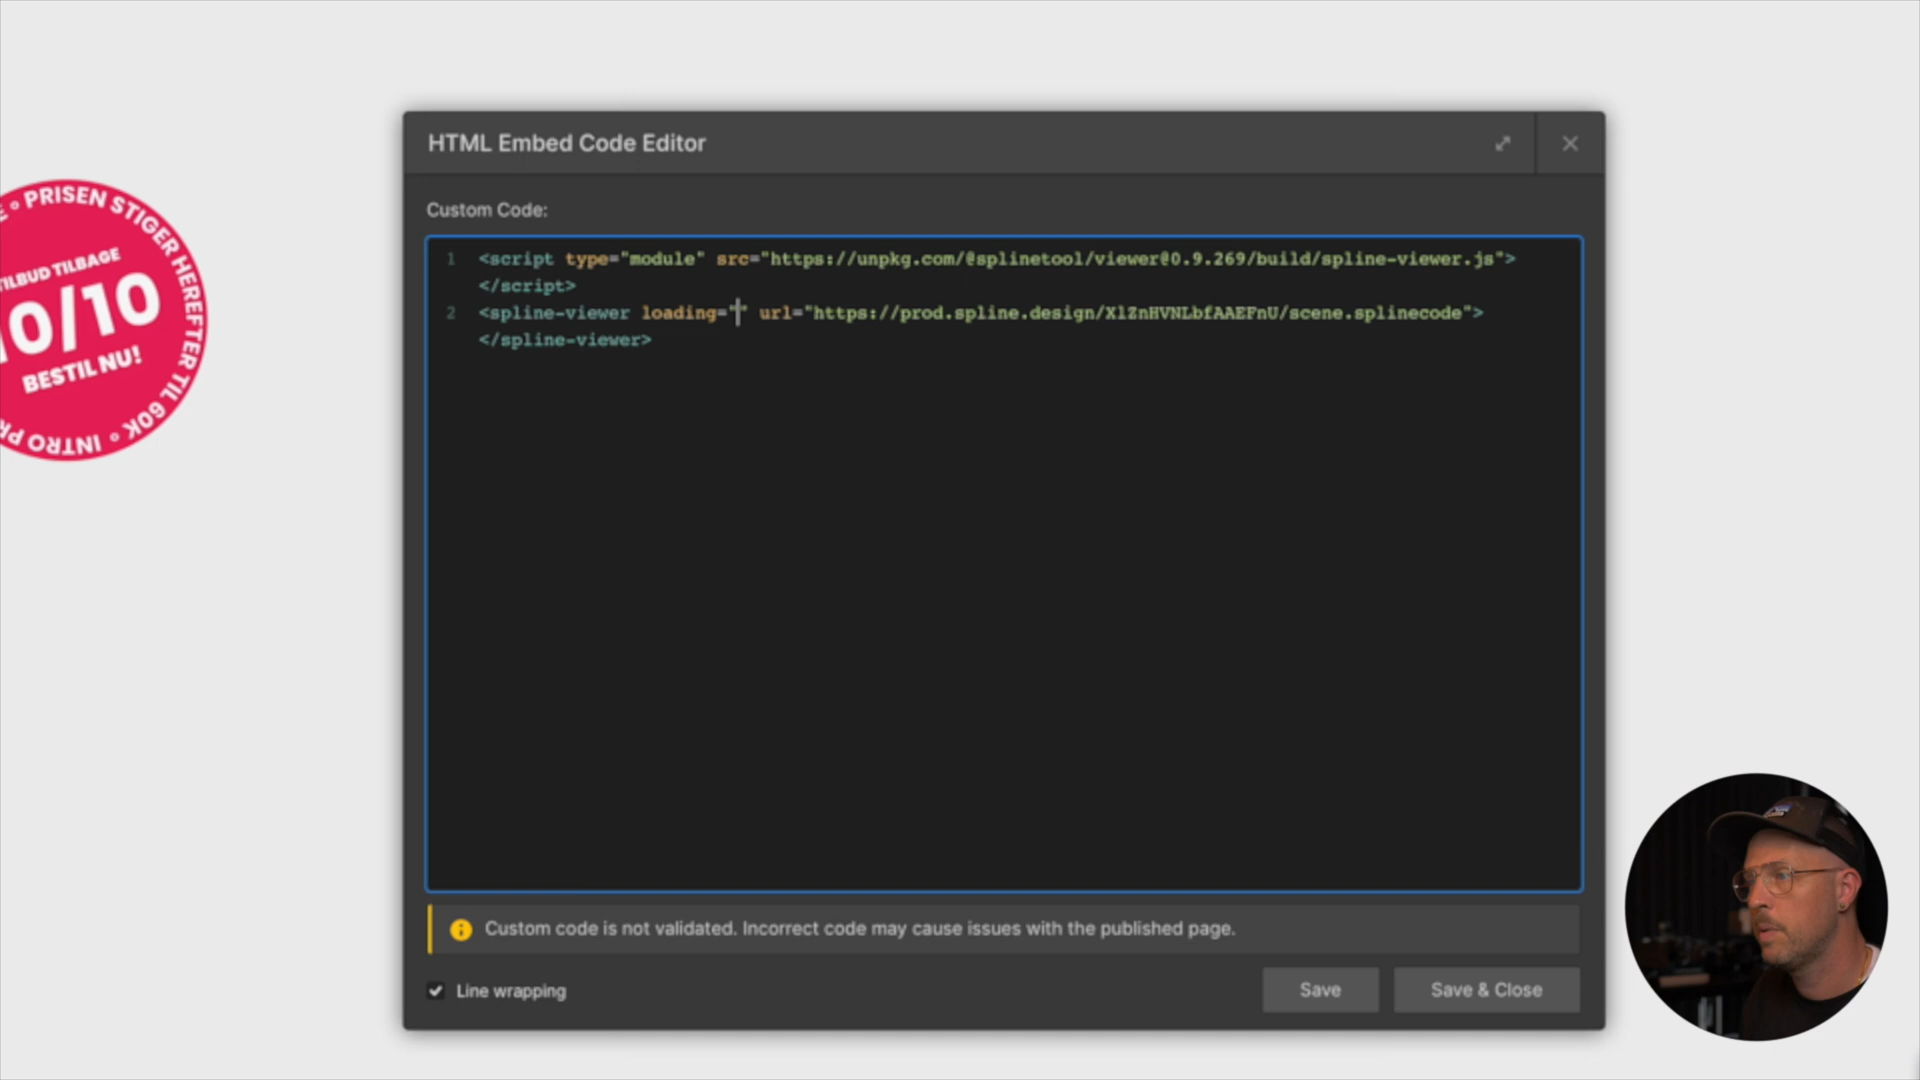 HTML Embed Code Editor
Custom Code:
1 <script type="module" src="https://unpkg.com/@splinetool/viewer@0.9.269/build/spline-viewer.js">
</script>
2 <spline-viewer loading="" url="https://prod.spline.design/XlZnHVNLbfAAEFnU/scene.splinecode">
</spline-viewer>
Custom code is not validated. Incorrect code may cause issues with the published page.
Line wrapping
Save
Save & Close
PRISEN STIGER HEREFTER TIL 60K • INTRO
TILBUD TILBAGE
10/10
BESTIL NU!